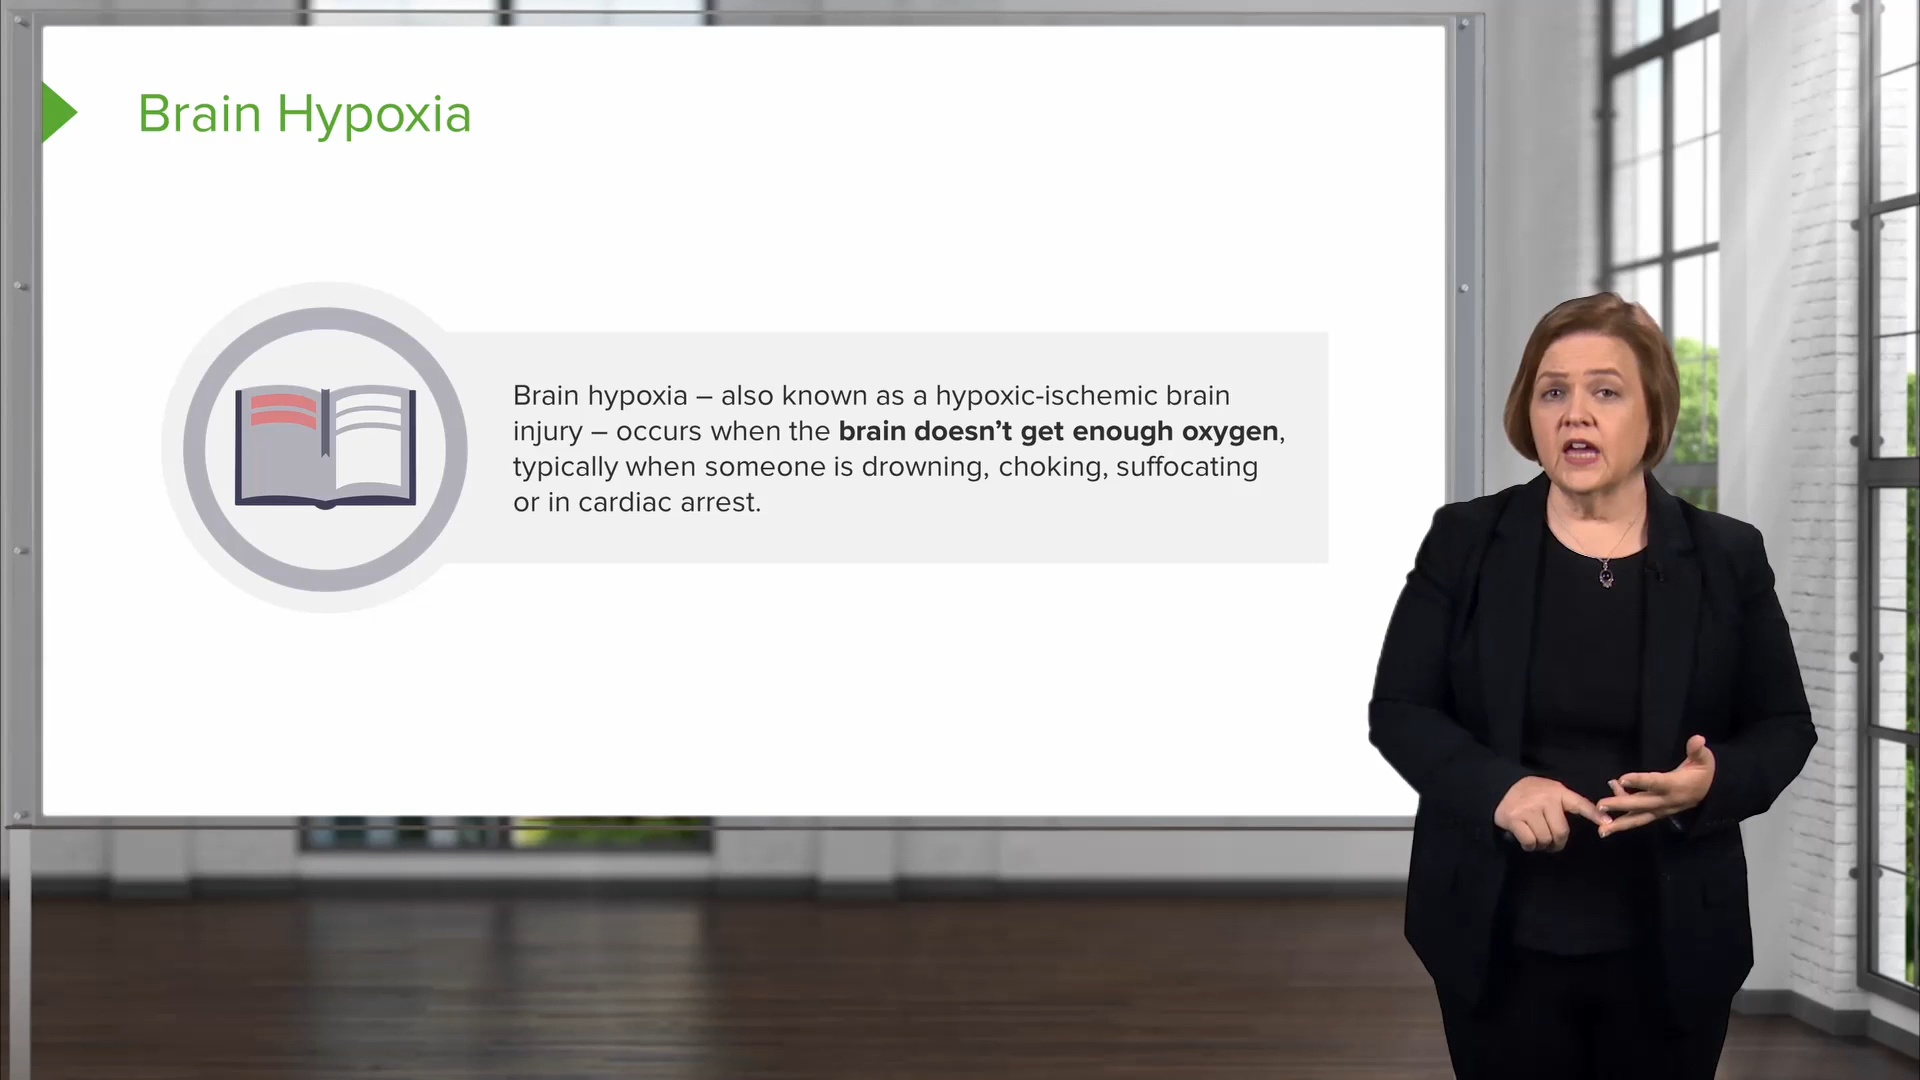 Brain Hypoxia
Brain hypoxia – also known as a hypoxic-ischemic brain
injury – occurs when the brain doesn’t get enough oxygen,
typically when someone is drowning, choking, suffocating
or in cardiac arrest.